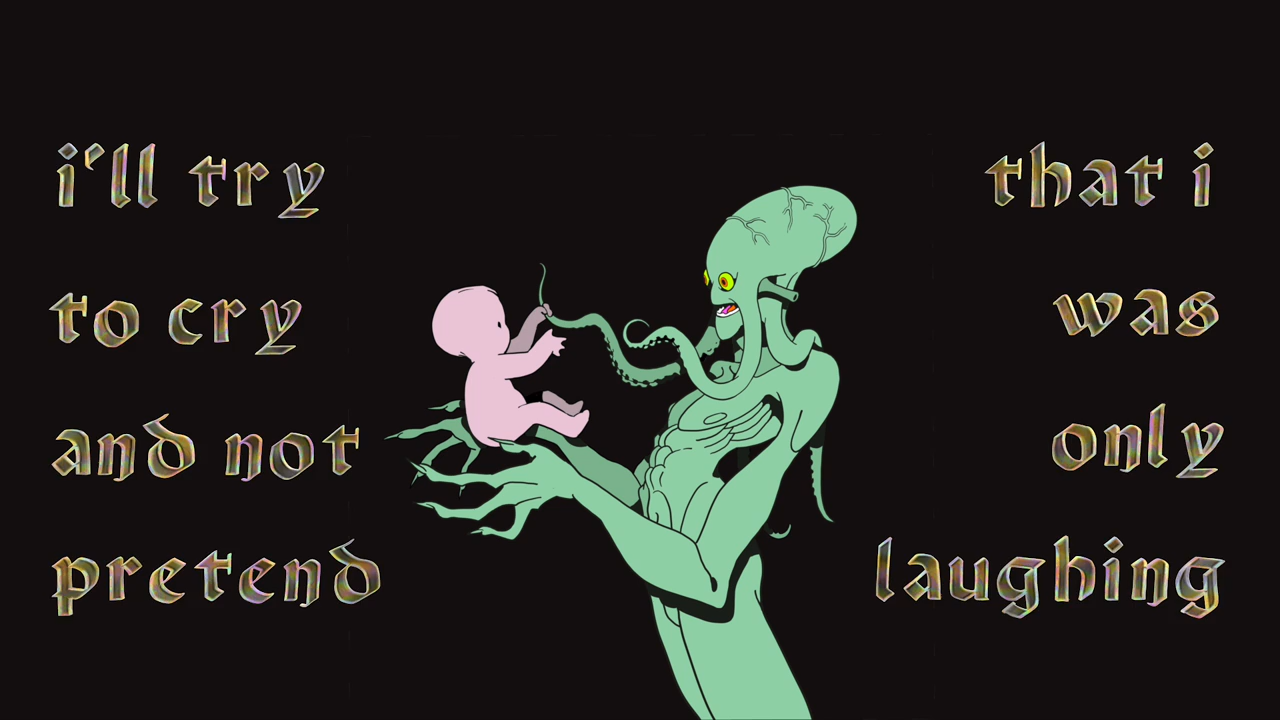 i'll try
to cry
and not
pretend
that i
was
only
laughing